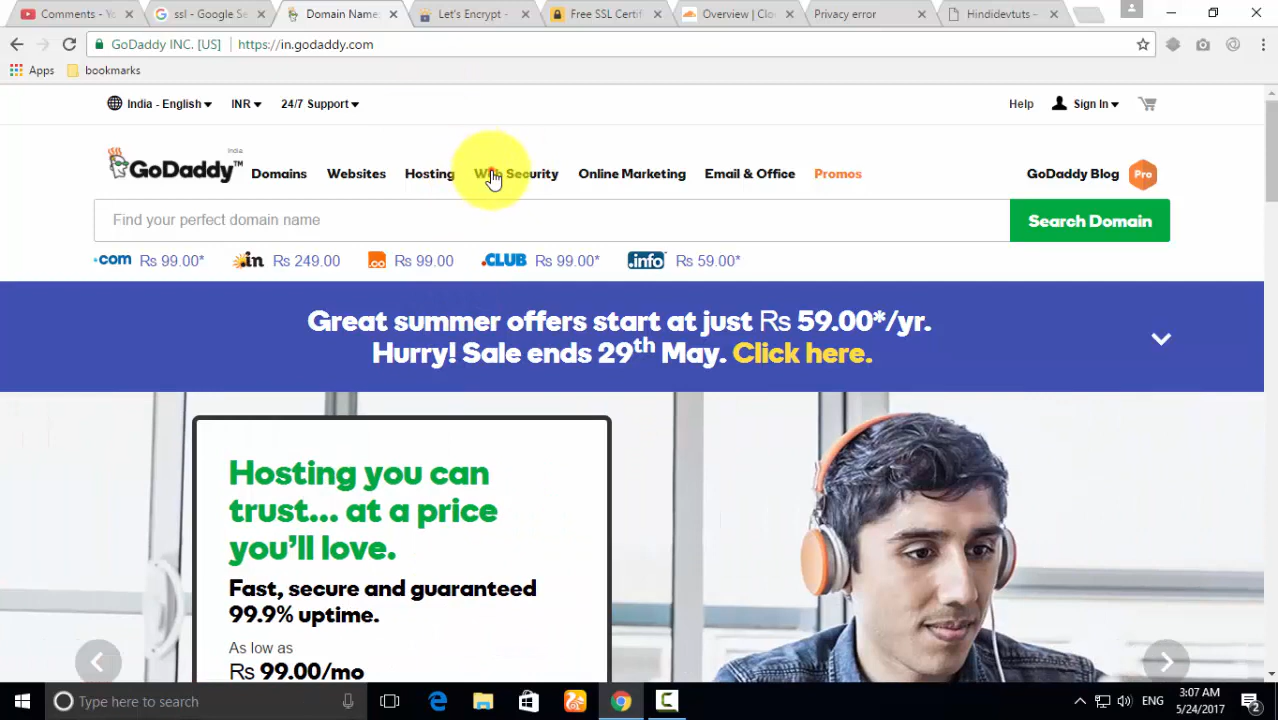 Comments - Yo
ssl - Google Se
Domain Name:
Let's Encrypt -
Free SSL Certif
Overview | Clo
Privacy error
Hindidevtuts –
GoDaddy INC. [US] https://in.godaddy.com
Apps bookmarks
India - English INR 24/7 Support Help Sign In
India
GoDaddy™ Domains Websites Hosting Web Security Online Marketing Email & Office Promos GoDaddy Blog Pro
Find your perfect domain name Search Domain
.com Rs 99.00* .in Rs 249.00 Rs 99.00 .CLUB Rs 99.00* .info Rs 59.00*
Great summer offers start at just Rs 59.00*/yr.
Hurry! Sale ends 29th May. Click here.
Hosting you can
trust... at a price
you'll love.
Fast, secure and guaranteed
99.9% uptime.
As low as
Rs 99.00/mo
Type here to search
ENG
3:07 AM
5/24/2017
2